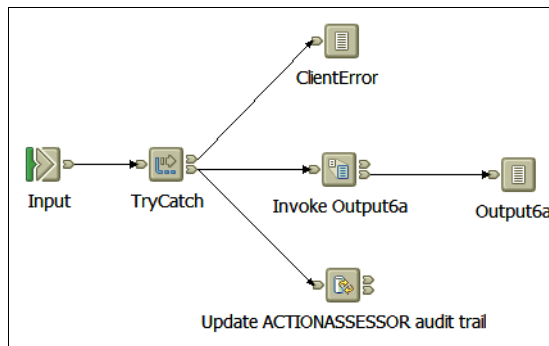 ClientError
Input
TryCatch
Invoke Output6a
Output6a
Update ACTIONASSESSOR audit trail